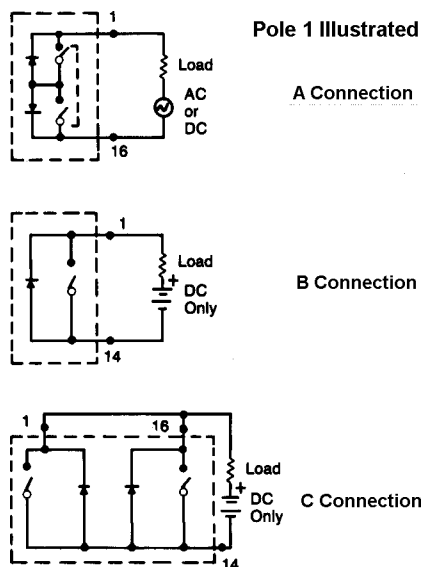 1
Pole 1 Illustrated
Load
AC
or
DC
A Connection
16
1
Load
+
DC
Only
B Connection
14
1
16
Load
+
DC
Only
C Connection
14